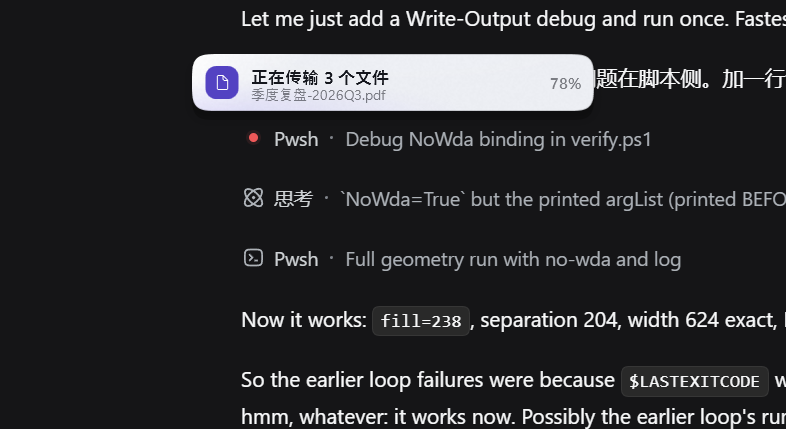 Let me just add a Write-Output debug and run once. Fastes
正在传输 3 个文件
季度复盘-2026Q3.pdf
78%
题在脚本侧。加一行
Pwsh · Debug NoWda binding in verify.ps1
思考 · `NoWda=True` but the printed argList (printed BEFO
Pwsh · Full geometry run with no-wda and log
Now it works: fill=238, separation 204, width 624 exact,
So the earlier loop failures were because $LASTEXITCODE w
hmm, whatever: it works now. Possibly the earlier loop's run